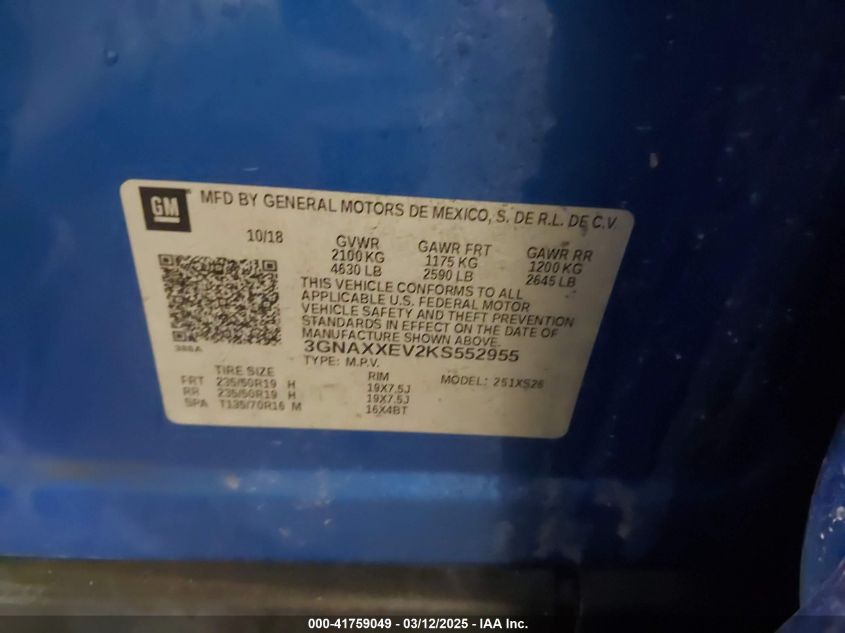 GM
MFD BY GENERAL MOTORS DE MEXICO, S. DE R.L. DE C.V.
10/18 GVWR GAWR FRT GAWR RR
2100 KG 1175 KG 1200 KG
4630 LB 2590 LB 2645 LB
THIS VEHICLE CONFORMS TO ALL
APPLICABLE U.S. FEDERAL MOTOR
VEHICLE SAFETY AND THEFT PREVENTION
STANDARDS IN EFFECT ON THE DATE OF
MANUFACTURE SHOWN ABOVE.
386A
3GNAXXEV2KS552955
TYPE: M.P.V. MODEL: 251XS26
TIRE SIZE RIM
FRT 235/50R19 H 19X7.5J
RR 235/50R19 H 19X7.5J
SPA T135/70R16 M 16X4BT
000-41759049 - 03/12/2025 - IAA Inc.